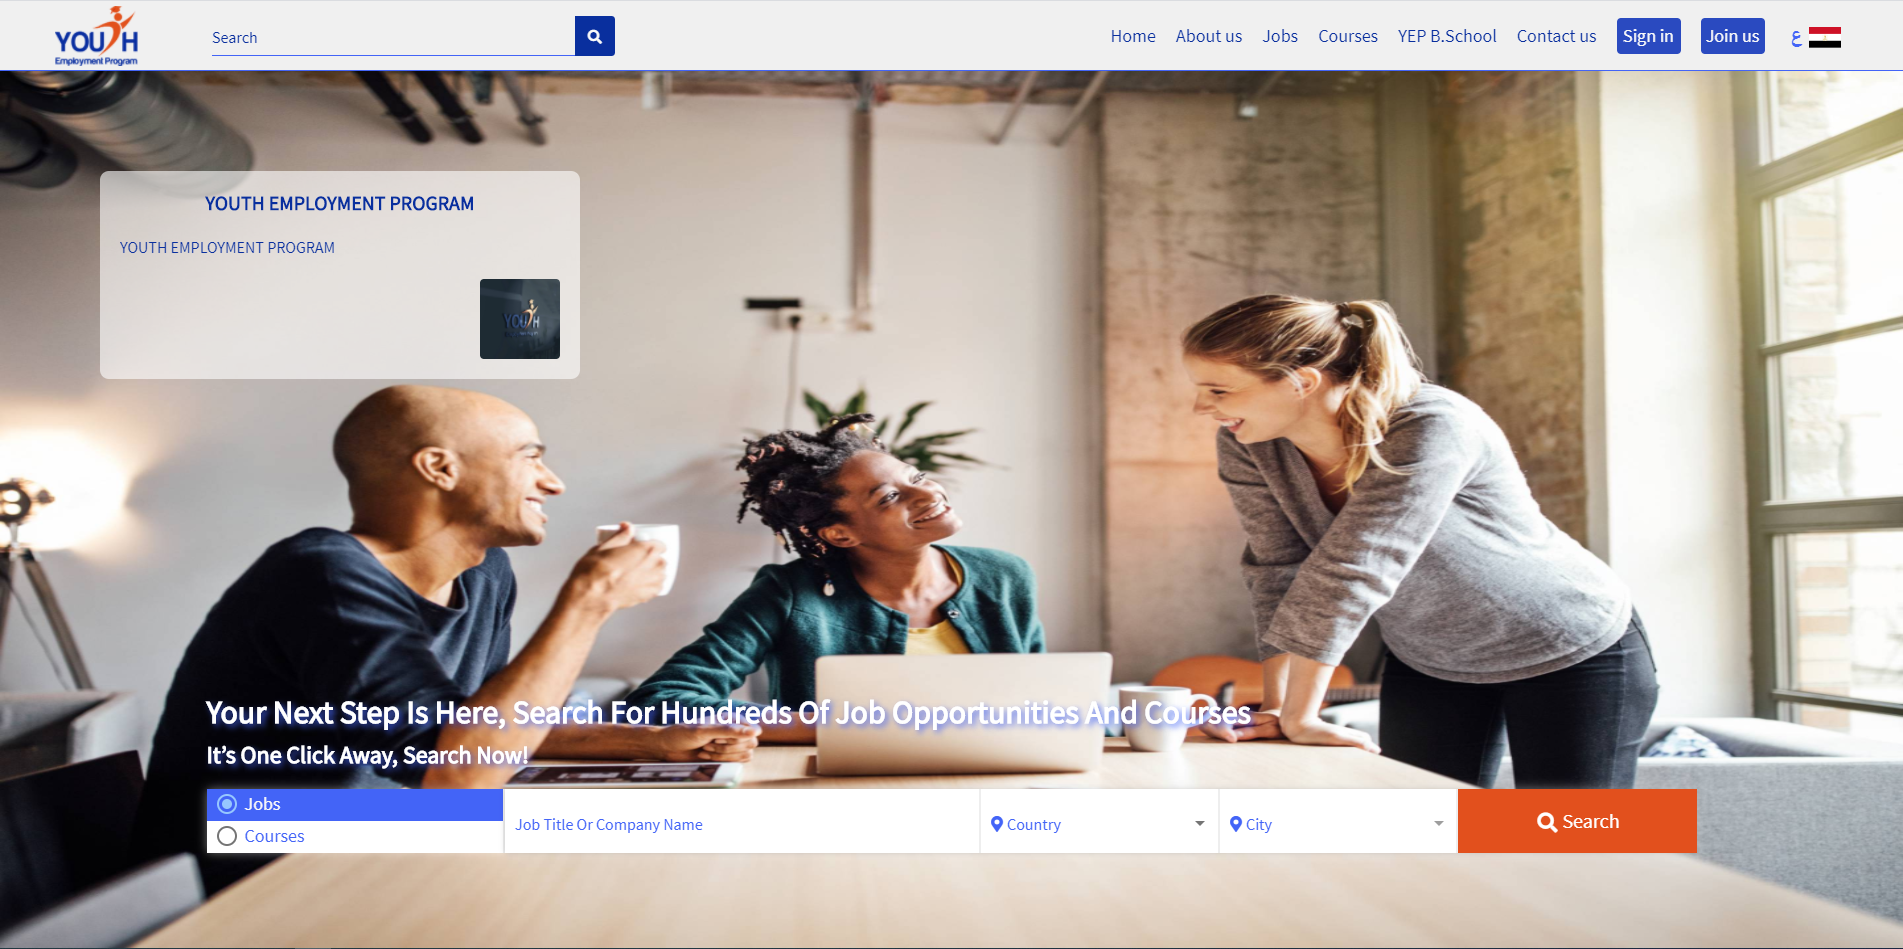 YOUTH
Employment Program
Search
Home
About us
Jobs
Courses
YEP B.School
Contact us
Sign in
Join us
ع
YOUTH EMPLOYMENT PROGRAM
YOUTH EMPLOYMENT PROGRAM
YOUTH
Your Next Step Is Here, Search For Hundreds Of Job Opportunities And Courses
It’s One Click Away, Search Now!
Jobs
Courses
Job Title Or Company Name
Country
City
Search